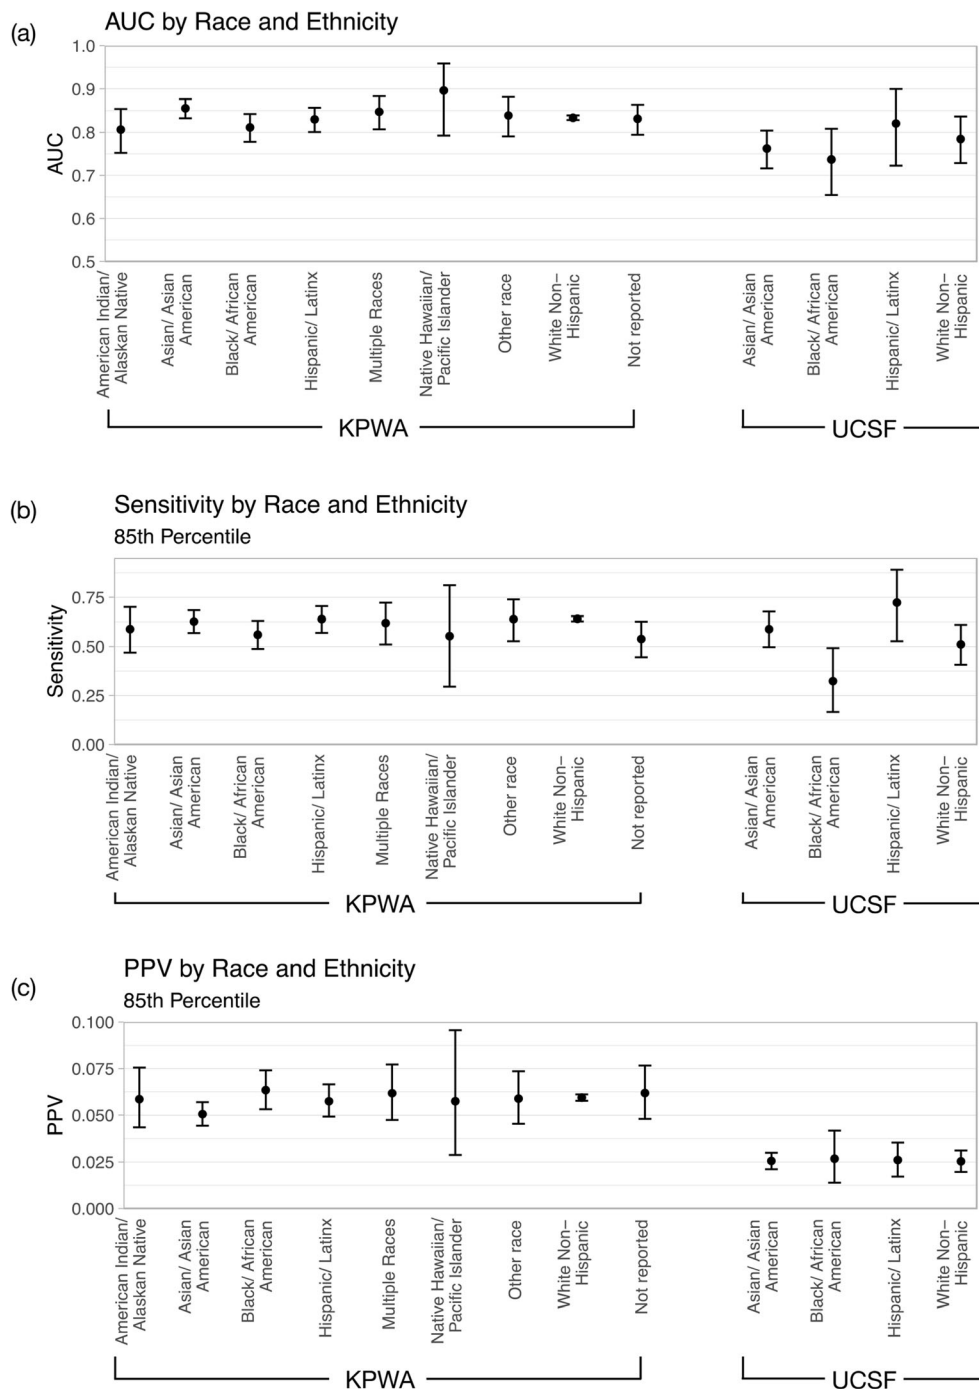 (a)
AUC by Race and Ethnicity
AUC
1.0
0.9
0.8
0.7
0.6
0.5
American Indian/
Alaskan Native
Asian/ Asian
American
Black/ African
American
Hispanic/ Latinx
Multiple Races
Native Hawaiian/
Pacific Islander
Other race
White Non–
Hispanic
Not reported
Asian/ Asian
American
Black/ African
American
Hispanic/ Latinx
White Non–
Hispanic
KPWA
UCSF
(b)
Sensitivity by Race and Ethnicity
85th Percentile
Sensitivity
0.75
0.50
0.25
0.00
American Indian/
Alaskan Native
Asian/ Asian
American
Black/ African
American
Hispanic/ Latinx
Multiple Races
Native Hawaiian/
Pacific Islander
Other race
White Non–
Hispanic
Not reported
Asian/ Asian
American
Black/ African
American
Hispanic/ Latinx
White Non–
Hispanic
KPWA
UCSF
(c)
PPV by Race and Ethnicity
85th Percentile
PPV
0.100
0.075
0.050
0.025
0.000
American Indian/
Alaskan Native
Asian/ Asian
American
Black/ African
American
Hispanic/ Latinx
Multiple Races
Native Hawaiian/
Pacific Islander
Other race
White Non–
Hispanic
Not reported
Asian/ Asian
American
Black/ African
American
Hispanic/ Latinx
White Non–
Hispanic
KPWA
UCSF